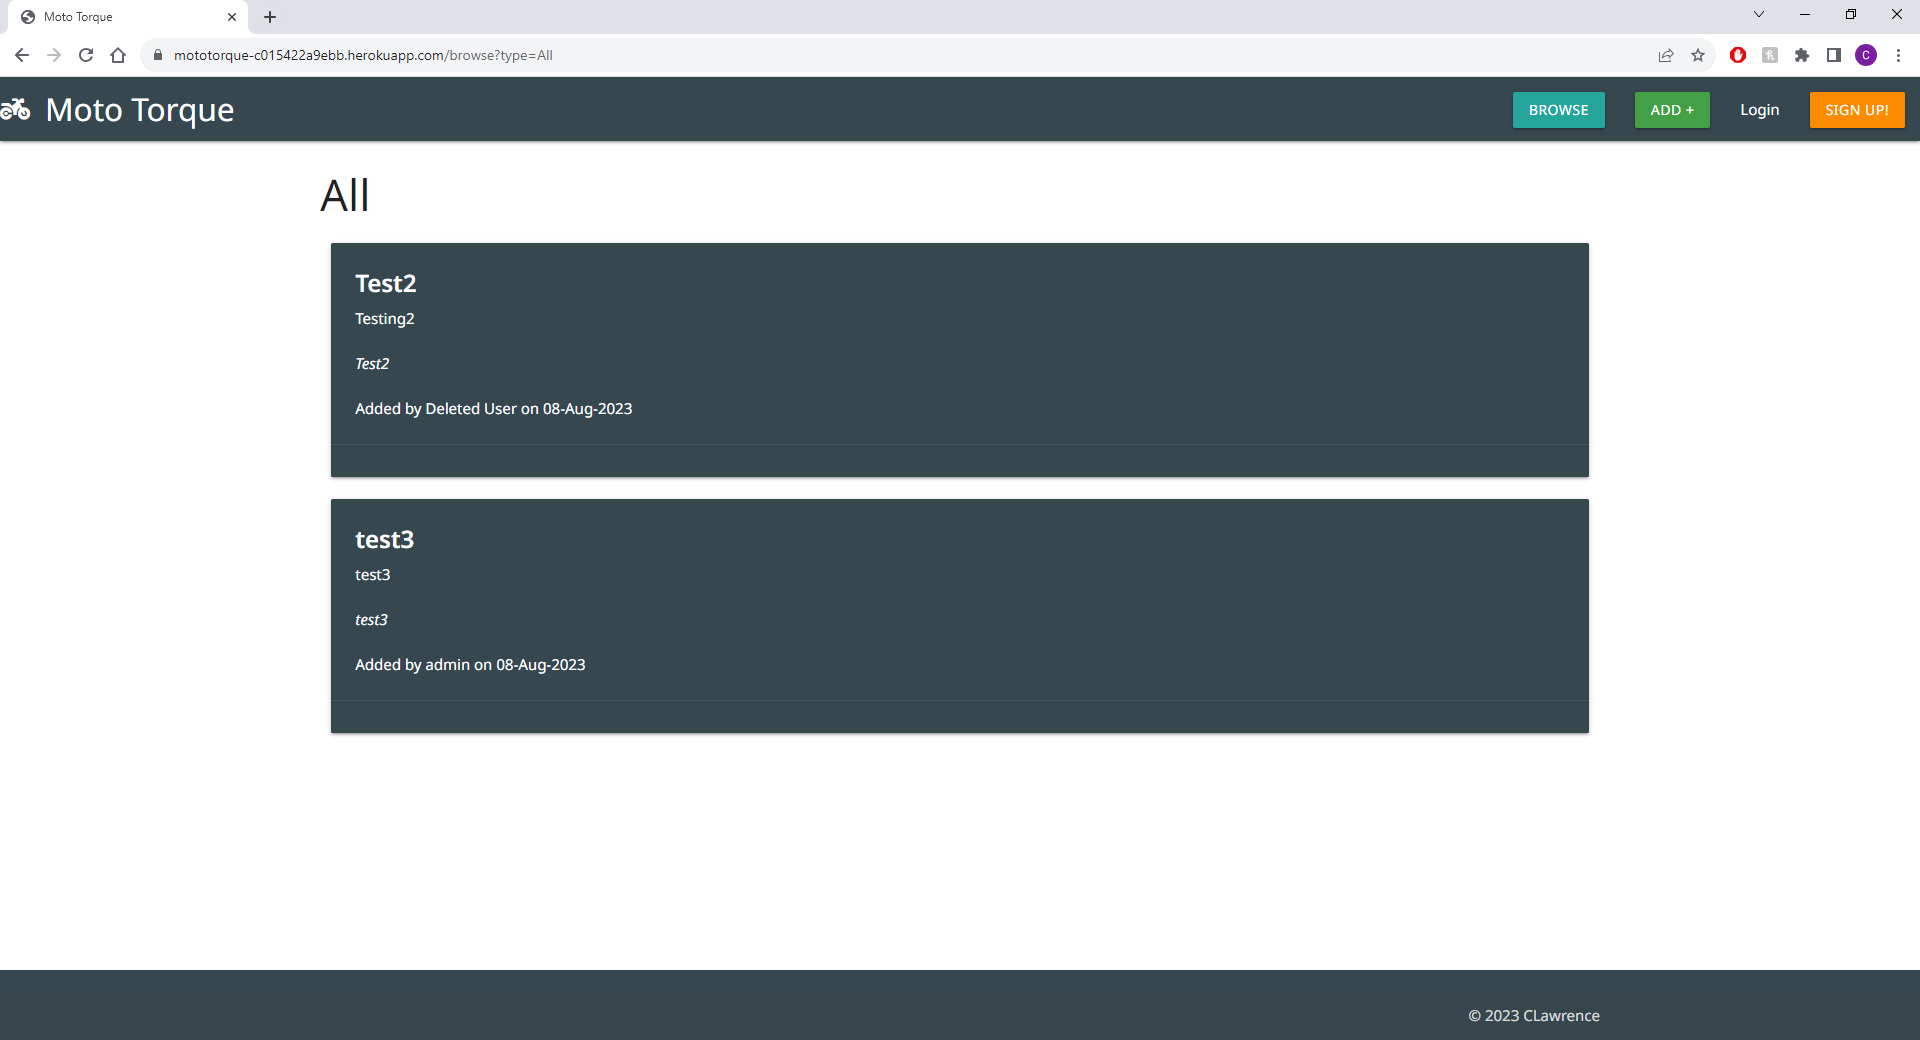 Moto Torque
mototorque-c015422a9ebb.herokuapp.com/browse?type=All
C
Moto Torque
BROWSE
ADD +
Login
SIGN UP!
All
Test2
Testing2
Test2
Added by Deleted User on 08-Aug-2023
test3
test3
test3
Added by admin on 08-Aug-2023
© 2023 CLawrence